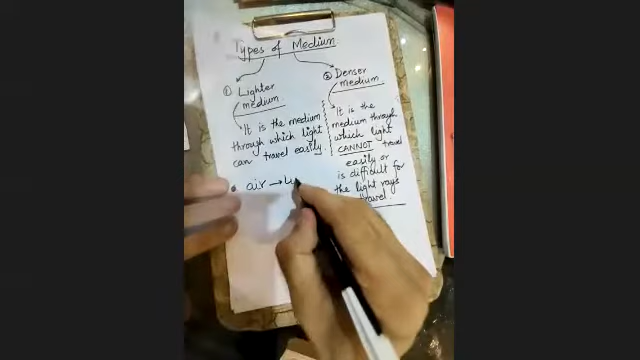 Types of Medium
① Lighter
medium
It is the medium
through which light
can travel easily
② Denser
medium
It is the
medium through
which light
CANNOT travel
easily or
is difficult for
the light rays
travel
• air →